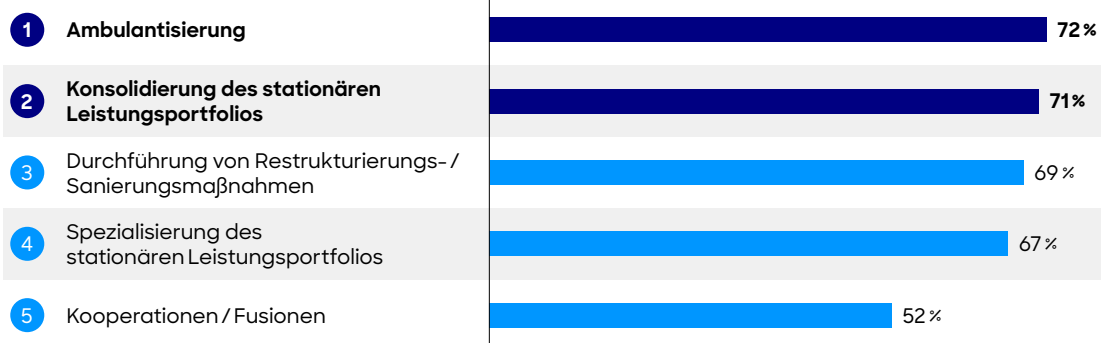 1 Ambulantisierung 72 %
2 Konsolidierung des stationären
Leistungsportfolios 71 %
3 Durchführung von Restrukturierungs- /
Sanierungsmaßnahmen 69 %
4 Spezialisierung des
stationären Leistungsportfolios 67 %
5 Kooperationen / Fusionen 52 %